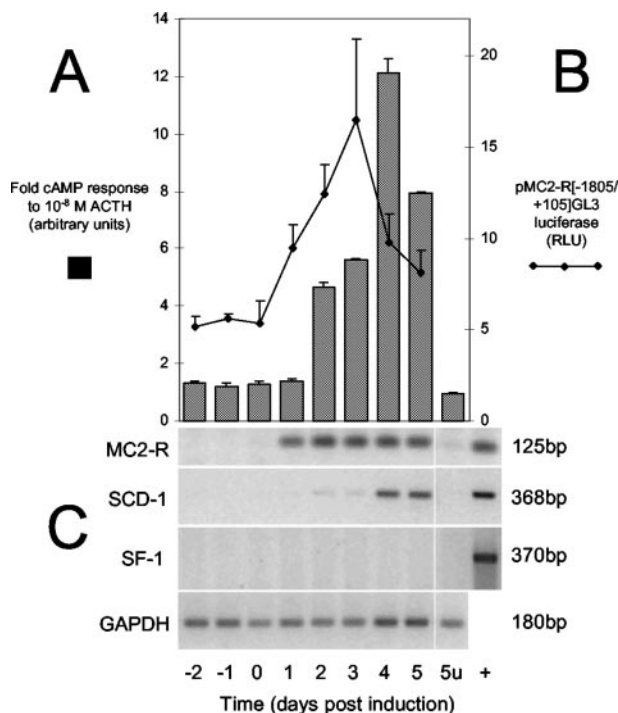 A
B
14
12
10
8
6
4
2
0
20
15
10
5
0
Fold cAMP response
to 10⁻⁸ M ACTH
(arbitrary units)
pMC2-R[-1805/
+105]GL3
luciferase
(RLU)
C
MC2-R 125bp
SCD-1 368bp
SF-1 370bp
GAPDH 180bp
-2 -1 0 1 2 3 4 5 5u +
Time (days post induction)